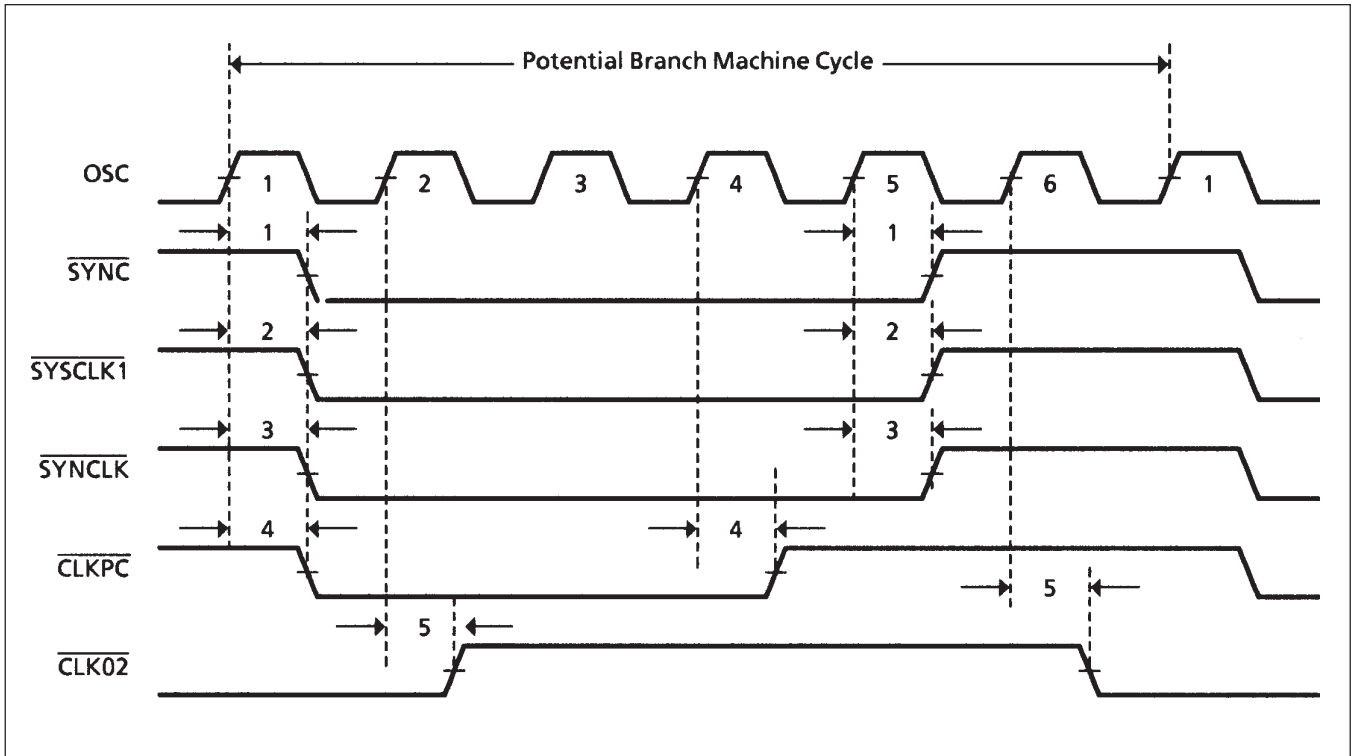 Potential Branch Machine Cycle
OSC
1 2 3 4 5 6 1
1 1
SYNC
2 2
SYSCLK1
3 3
SYNCLK
4 4
CLKPC
5
5
CLK02